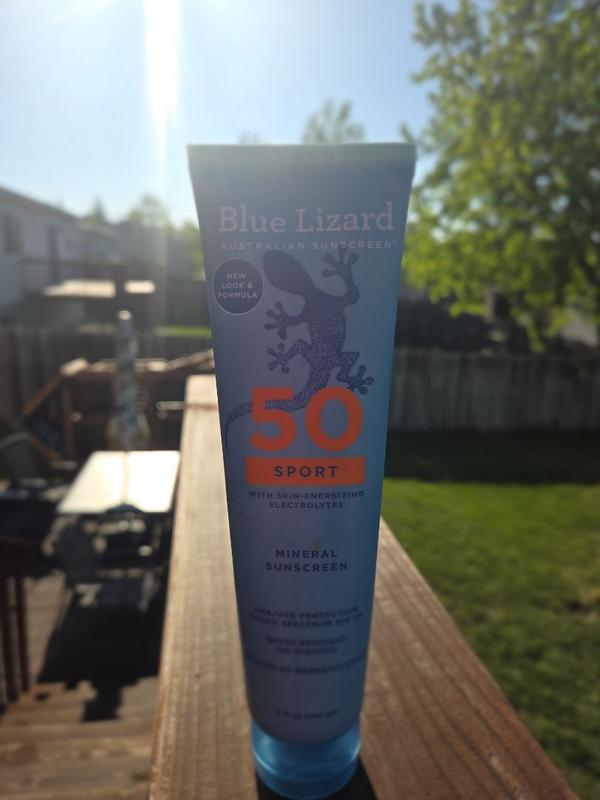 Blue Lizard
AUSTRALIAN SUNSCREEN®
NEW
LOOK &
FORMULA
50
SPORT
WITH SKIN-ENERGIZING
ELECTROLYTES
MINERAL
SUNSCREEN
UVA/UVB PROTECTION
BROAD SPECTRUM SPF 50
WATER RESISTANT
(80 MINUTES)